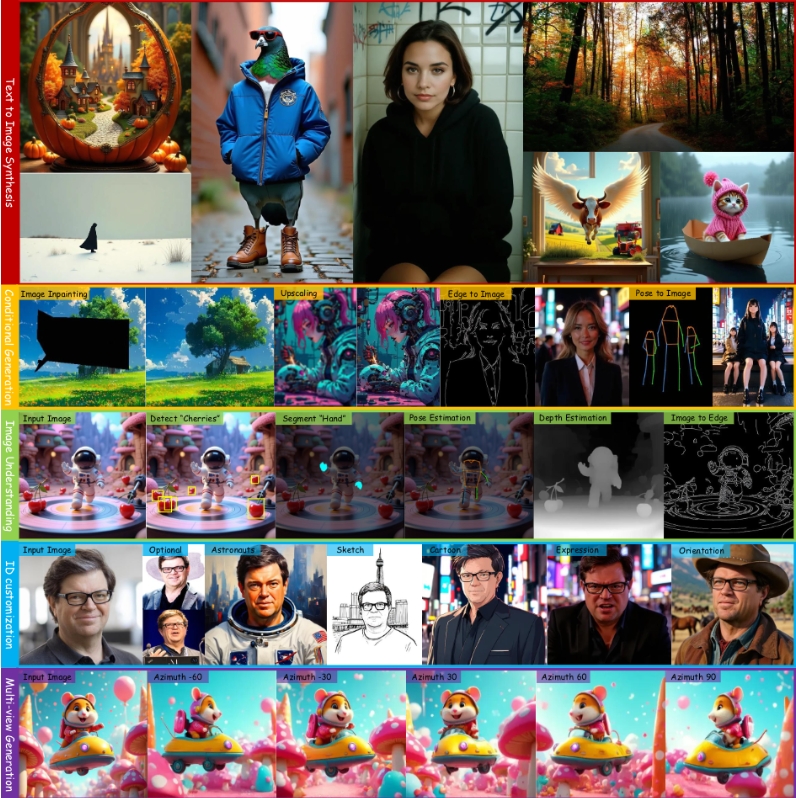 Text to Image Synthesis
Conditional Generation
Image Inpainting
Upscaling
Edge to Image
Pose to Image
Image Understanding
Input Image
Detect "Cherries"
Segment "Hand"
Pose Estimation
Depth Estimation
Image to Edge
ID customization
Input Image
Optional
Astronauts
Sketch
Cartoon
Expression
Orientation
Multi-view Generation
Input Image
Azimuth -60
Azimuth -30
Azimuth 30
Azimuth 60
Azimuth 90